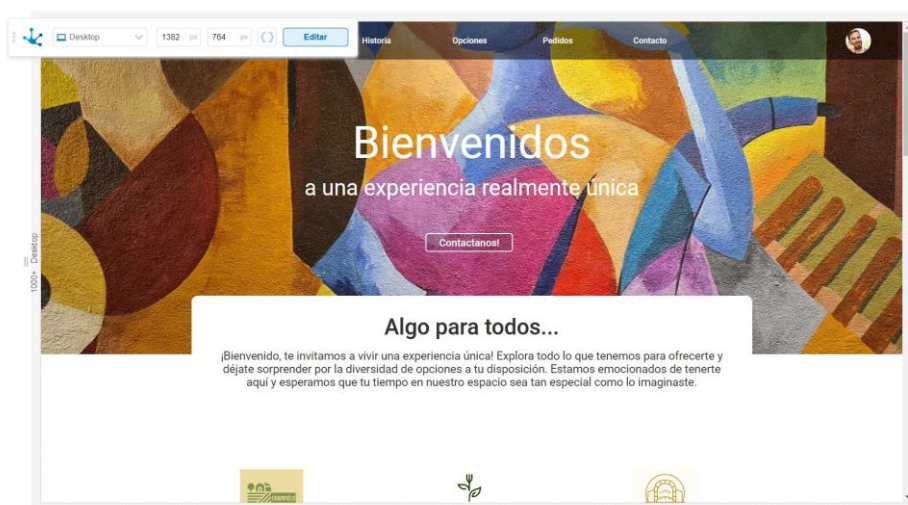 Desktop
1382 px
764 px
Editar
Historia
Opciones
Pedidos
Contacto
Bienvenidos
a una experiencia realmente única
Contactanos!
1000+ Desktop
Algo para todos...
¡Bienvenido, te invitamos a vivir una experiencia única! Explora todo lo que tenemos para ofrecerte y
déjate sorprender por la diversidad de opciones a tu disposición. Estamos emocionados de tenerte
aquí y esperamos que tu tiempo en nuestro espacio sea tan especial como lo imaginaste.